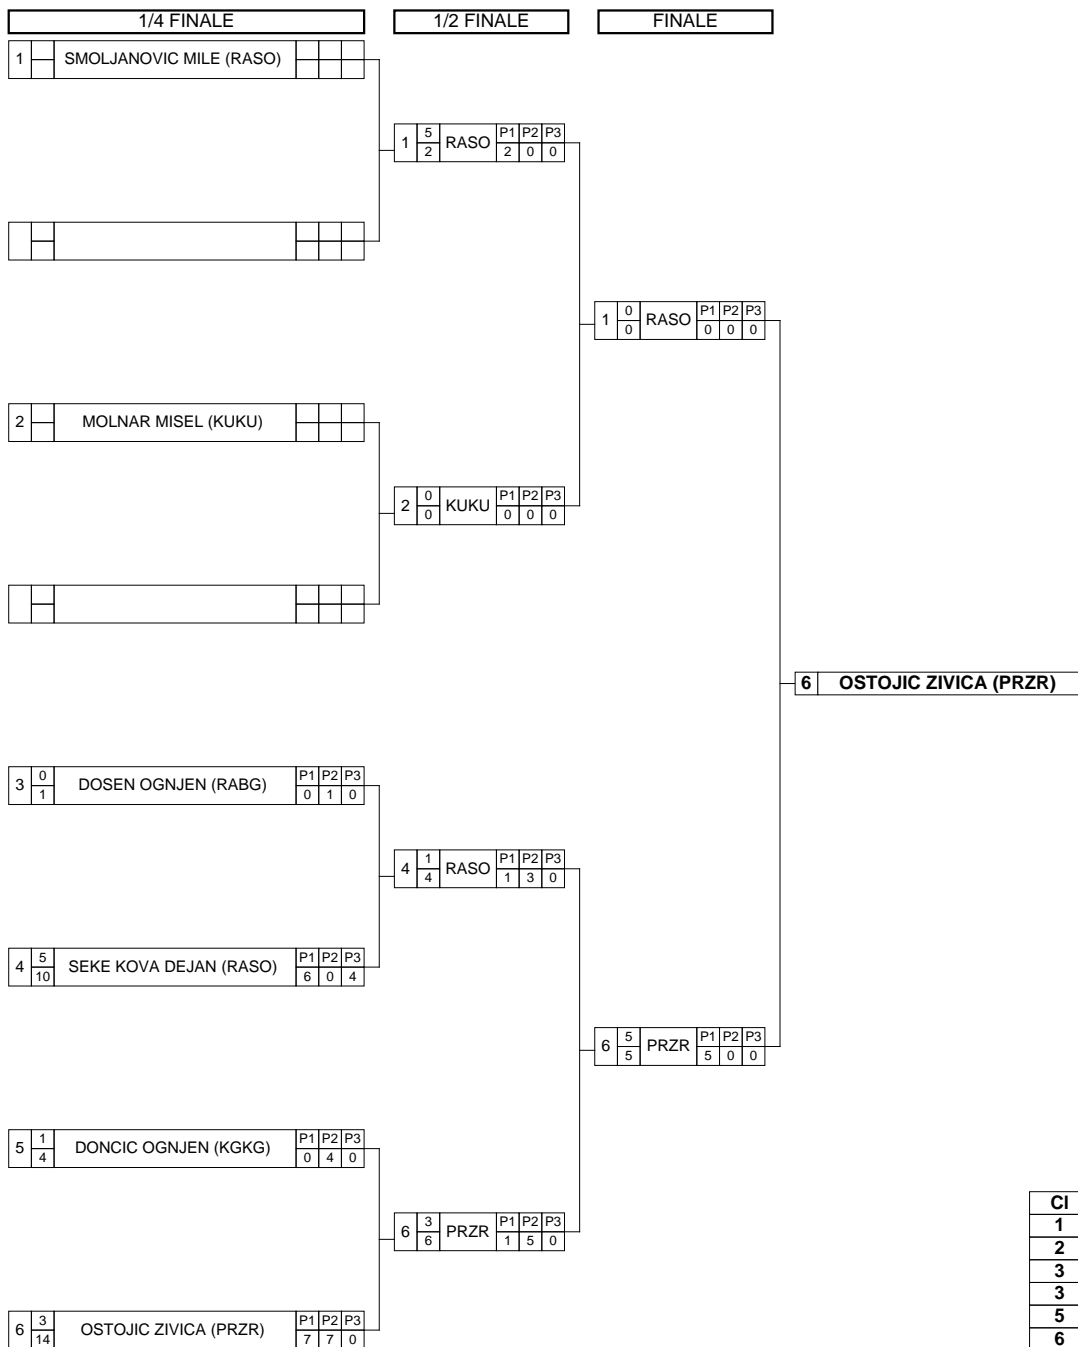 1/4 FINALE 1/2 FINALE FINALE
1 SMOLJANOVIC MILE (RASO)
1 5 2 RASO P1 P2 P3
2 0 0
1 0 0 RASO P1 P2 P3
0 0 0
2 MOLNAR MISEL (KUKU)
2 0 0 KUKU P1 P2 P3
0 0 0
6 OSTOJIC ZIVICA (PRZR)
3 0 1 DOSEN OGNJEN (RABG) P1 P2 P3
0 1 0
4 1 4 RASO P1 P2 P3
1 3 0
4 5 10 SEKE KOVA DEJAN (RASO) P1 P2 P3
6 0 4
6 5 5 PRZR P1 P2 P3
5 0 0
5 1 4 DONCIC OGNJEN (KGKG) P1 P2 P3
0 4 0
6 3 6 PRZR P1 P2 P3
1 5 0
6 3 14 OSTOJIC ZIVICA (PRZR) P1 P2 P3
7 7 0
Cl
1
2
3
3
5
6